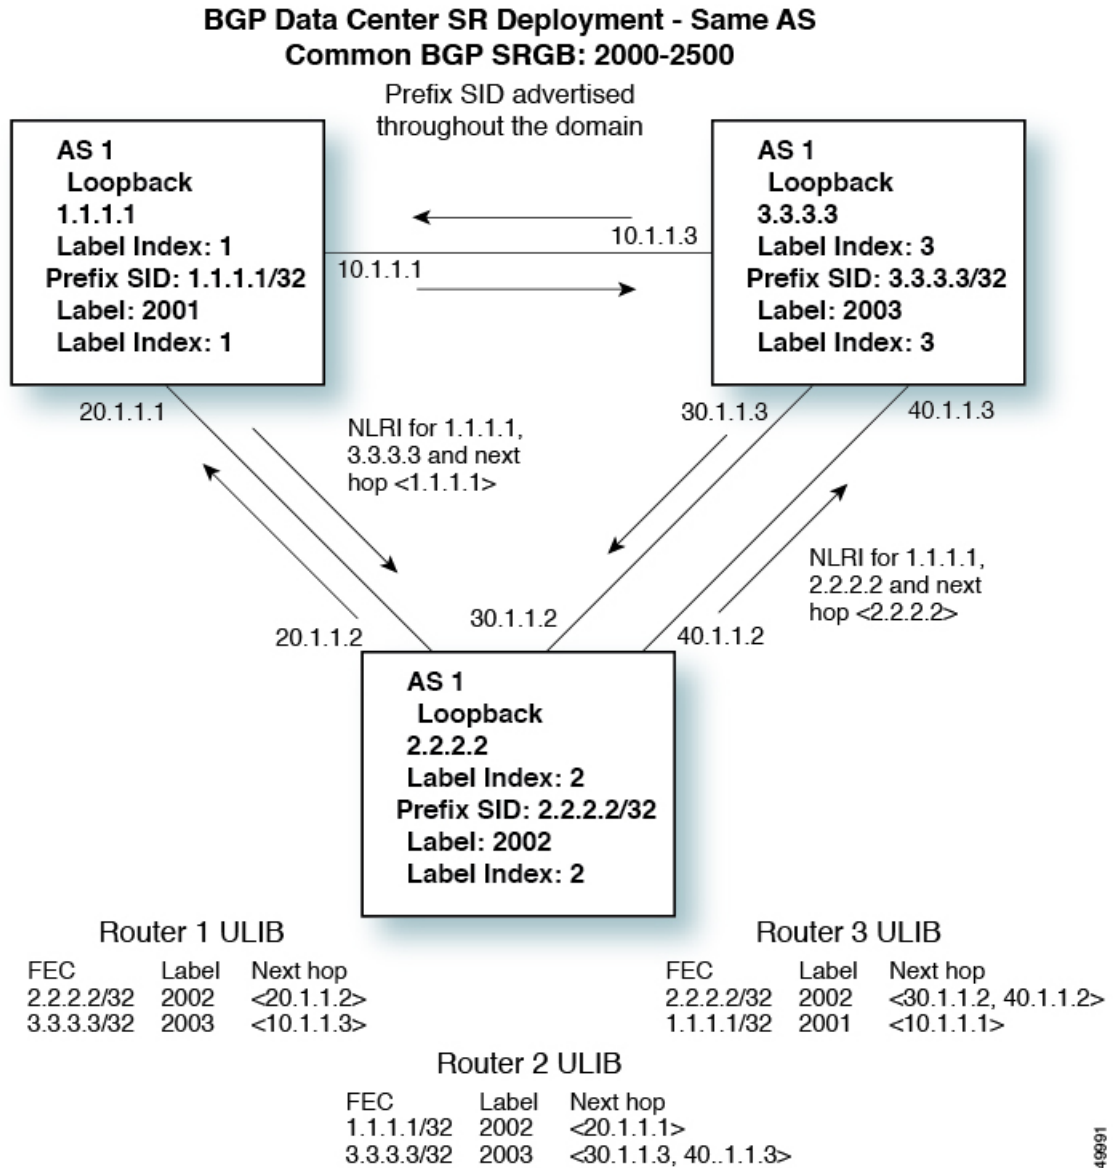 BGP Data Center SR Deployment - Same AS
Common BGP SRGB: 2000-2500
Prefix SID advertised
throughout the domain
AS 1
Loopback
1.1.1.1
Label Index: 1
Prefix SID: 1.1.1.1/32
Label: 2001
Label Index: 1
AS 1
Loopback
3.3.3.3
Label Index: 3
Prefix SID: 3.3.3.3/32
Label: 2003
Label Index: 3
10.1.1.3
10.1.1.1
20.1.1.1
NLRI for 1.1.1.1,
3.3.3.3 and next
hop <1.1.1.1>
30.1.1.3
40.1.1.3
NLRI for 1.1.1.1,
2.2.2.2 and next
hop <2.2.2.2>
20.1.1.2
30.1.1.2
40.1.1.2
AS 1
Loopback
2.2.2.2
Label Index: 2
Prefix SID: 2.2.2.2/32
Label: 2002
Label Index: 2
Router 1 ULIB
FEC Label Next hop
2.2.2.2/32 2002 <20.1.1.2>
3.3.3.3/32 2003 <10.1.1.3>
Router 3 ULIB
FEC Label Next hop
2.2.2.2/32 2002 <30.1.1.2, 40.1.1.2>
1.1.1.1/32 2001 <10.1.1.1>
Router 2 ULIB
FEC Label Next hop
1.1.1.1/32 2002 <20.1.1.1>
3.3.3.3/32 2003 <30.1.1.3, 40..1.1.3>